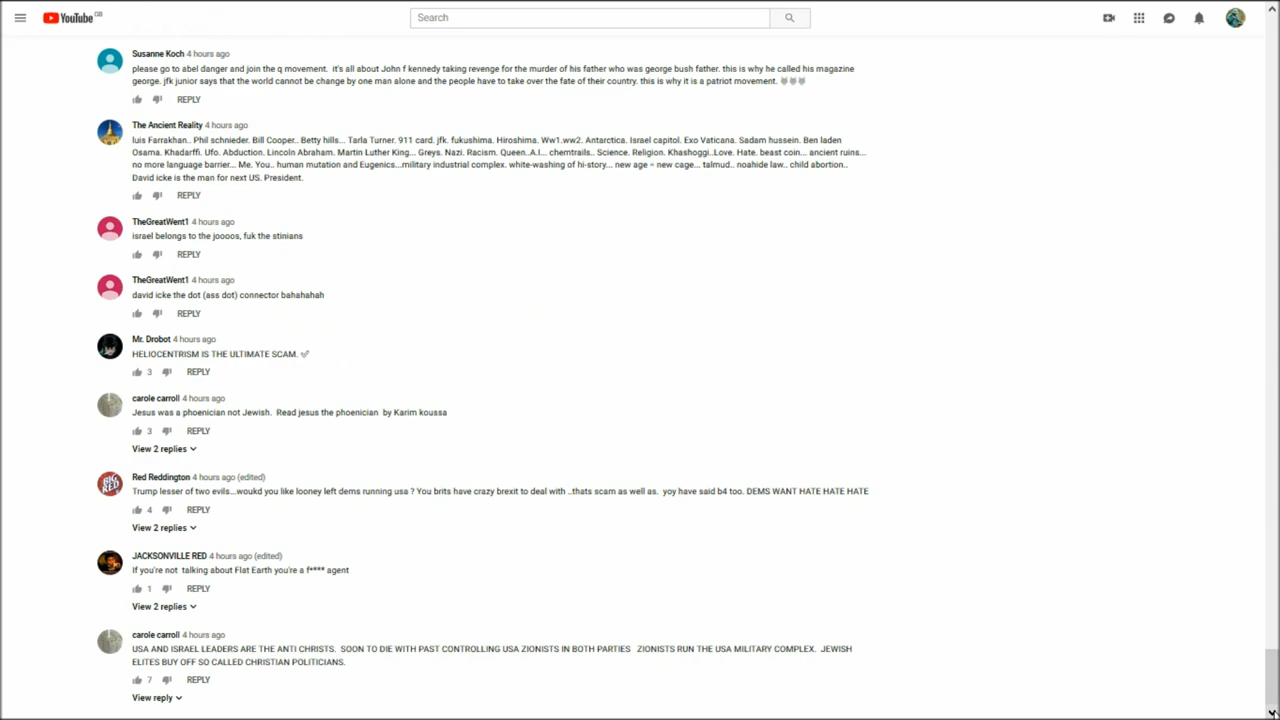 YouTube GB
Search
Susanne Koch 4 hours ago
please go to abel danger and join the q movement. it's all about John f kennedy taking revenge for the murder of his father who was george bush father. this is why he called his magazine
george. jfk junior says that the world cannot be change by one man alone and the people have to take over the fate of their country. this is why it is a patriot movement.
REPLY
The Ancient Reality 4 hours ago
luis Farrakhan.. Phil schnieder. Bill Cooper.. Betty hills... Tarla Turner. 911 card. jfk. fukushima. Hiroshima. Ww1.ww2. Antarctica. Israel capitol. Exo Vaticana. Sadam hussein. Ben laden
Osama. Khadarffi. Ufo. Abduction. Lincoln Abraham. Martin Luther King... Greys. Nazi. Racism. Queen..A.I... chemtrails.. Science. Religion. Khashoggi..Love. Hate. beast coin... ancient ruins...
no more language barrier... Me. You.. human mutation and Eugenics...military industrial complex. white-washing of hi-story... new age = new cage... talmud.. noahide law.. child abortion..
David icke is the man for next US. President.
REPLY
TheGreatWent1 4 hours ago
israel belongs to the joooos, fuk the stinians
REPLY
TheGreatWent1 4 hours ago
david icke the dot (ass dot) connector bahahahah
REPLY
Mr. Drobot 4 hours ago
HELIOCENTRISM IS THE ULTIMATE SCAM. ✅
3 REPLY
carole carroll 4 hours ago
Jesus was a phoenician not Jewish. Read jesus the phoenician by Karim koussa
3 REPLY
View 2 replies
BIG RED
Red Reddington 4 hours ago (edited)
Trump lesser of two evils...woukd you like looney left dems running usa ? You brits have crazy brexit to deal with ..thats scam as well as. yoy have said b4 too. DEMS WANT HATE HATE HATE
4 REPLY
View 2 replies
JACKSONVILLE RED 4 hours ago (edited)
If you're not talking about Flat Earth you're a f**** agent
1 REPLY
View 2 replies
carole carroll 4 hours ago
USA AND ISRAEL LEADERS ARE THE ANTI CHRISTS. SOON TO DIE WITH PAST CONTROLLING USA ZIONISTS IN BOTH PARTIES ZIONISTS RUN THE USA MILITARY COMPLEX. JEWISH
ELITES BUY OFF SO CALLED CHRISTIAN POLITICIANS.
7 REPLY
View reply